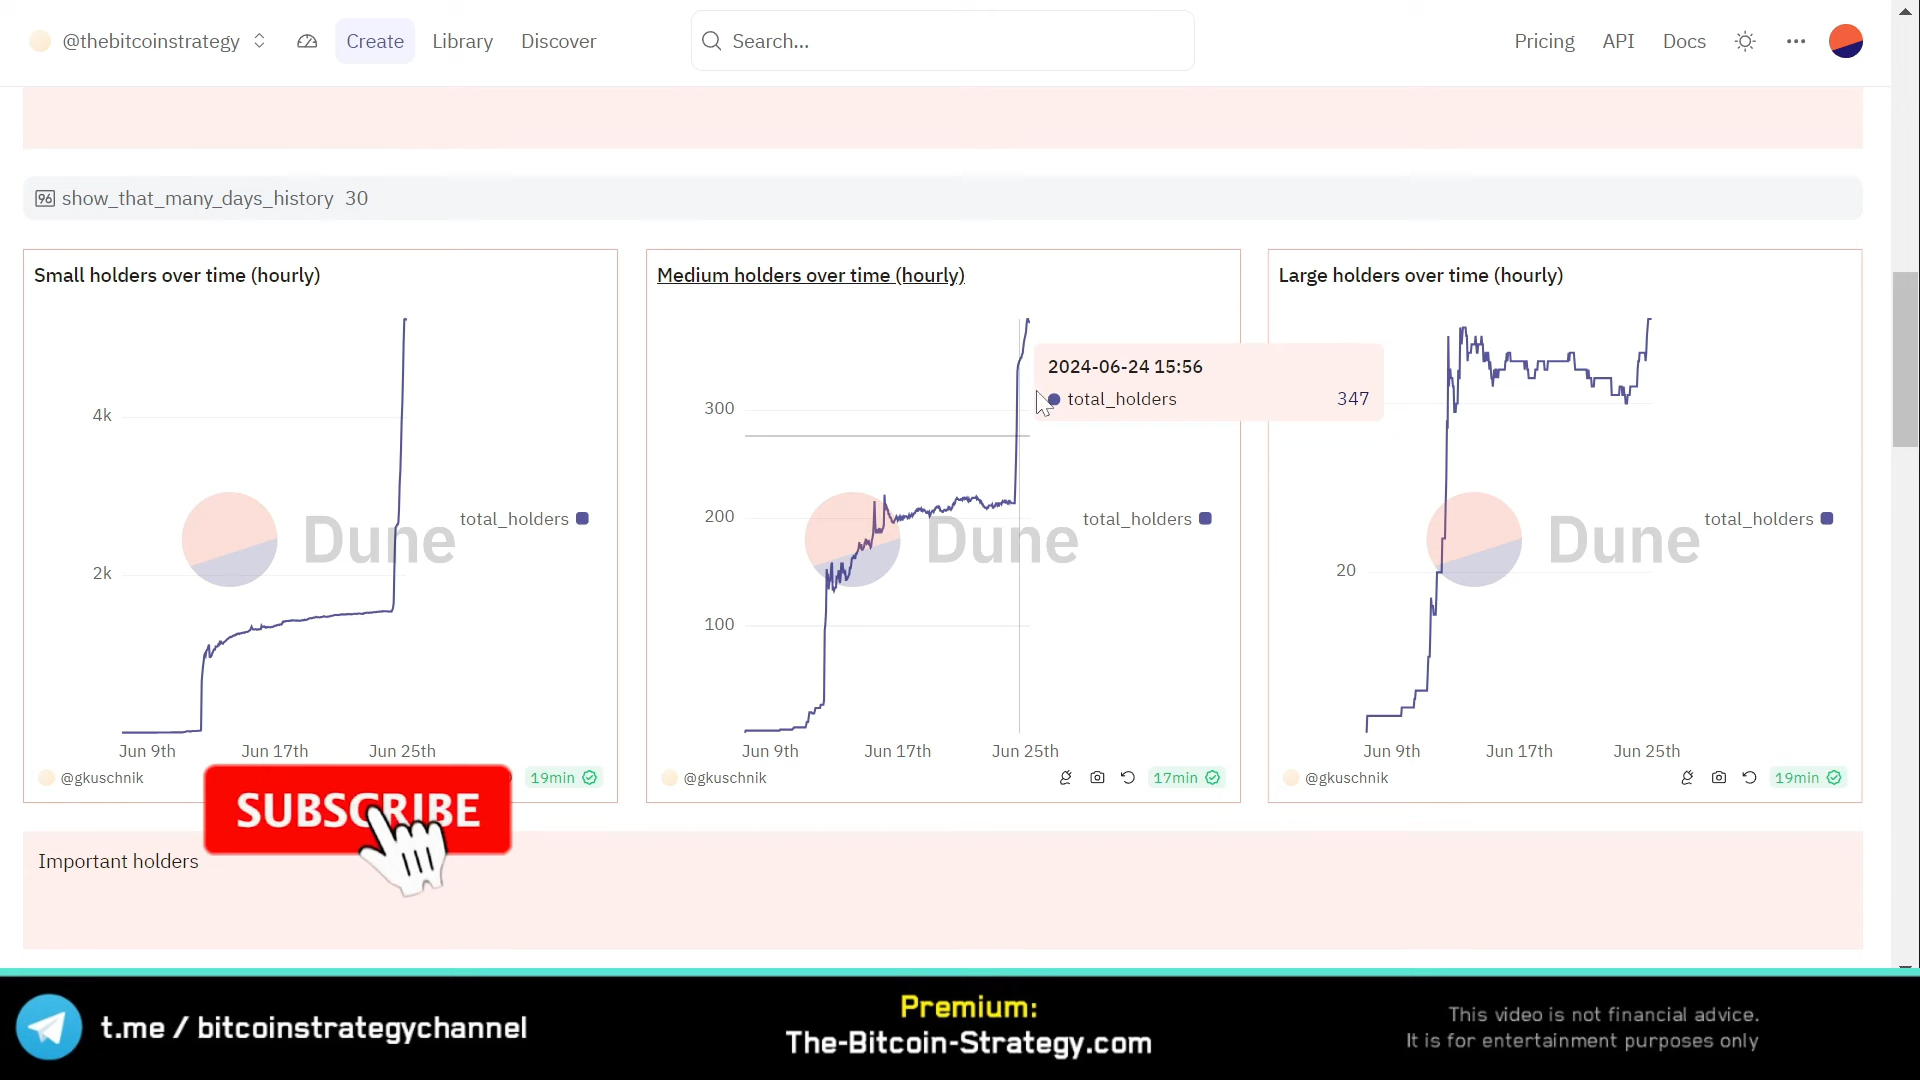 @thebitcoinstrategy Create Library Discover Search... Pricing API Docs
96 show_that_many_days_history 30
Small holders over time (hourly)
4k
2k
Dune
total_holders
Jun 9th Jun 17th Jun 25th
@gkuschnik 19min
Medium holders over time (hourly)
2024-06-24 15:56
total_holders 347
300
200
100
Dune
total_holders
Jun 9th Jun 17th Jun 25th
@gkuschnik 17min
Large holders over time (hourly)
20
Dune
total_holders
Jun 9th Jun 17th Jun 25th
@gkuschnik 19min
SUBSCRIBE
Important holders
t.me / bitcoinstrategychannel
Premium:
The-Bitcoin-Strategy.com
This video is not financial advice.
It is for entertainment purposes only